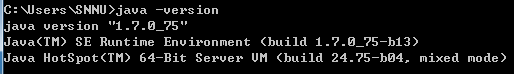 C:\Users\SNNU>java -version
java version "1.7.0_75"
Java(TM) SE Runtime Environment (build 1.7.0_75-b13)
Java HotSpot(TM) 64-Bit Server VM (build 24.75-b04, mixed mode)